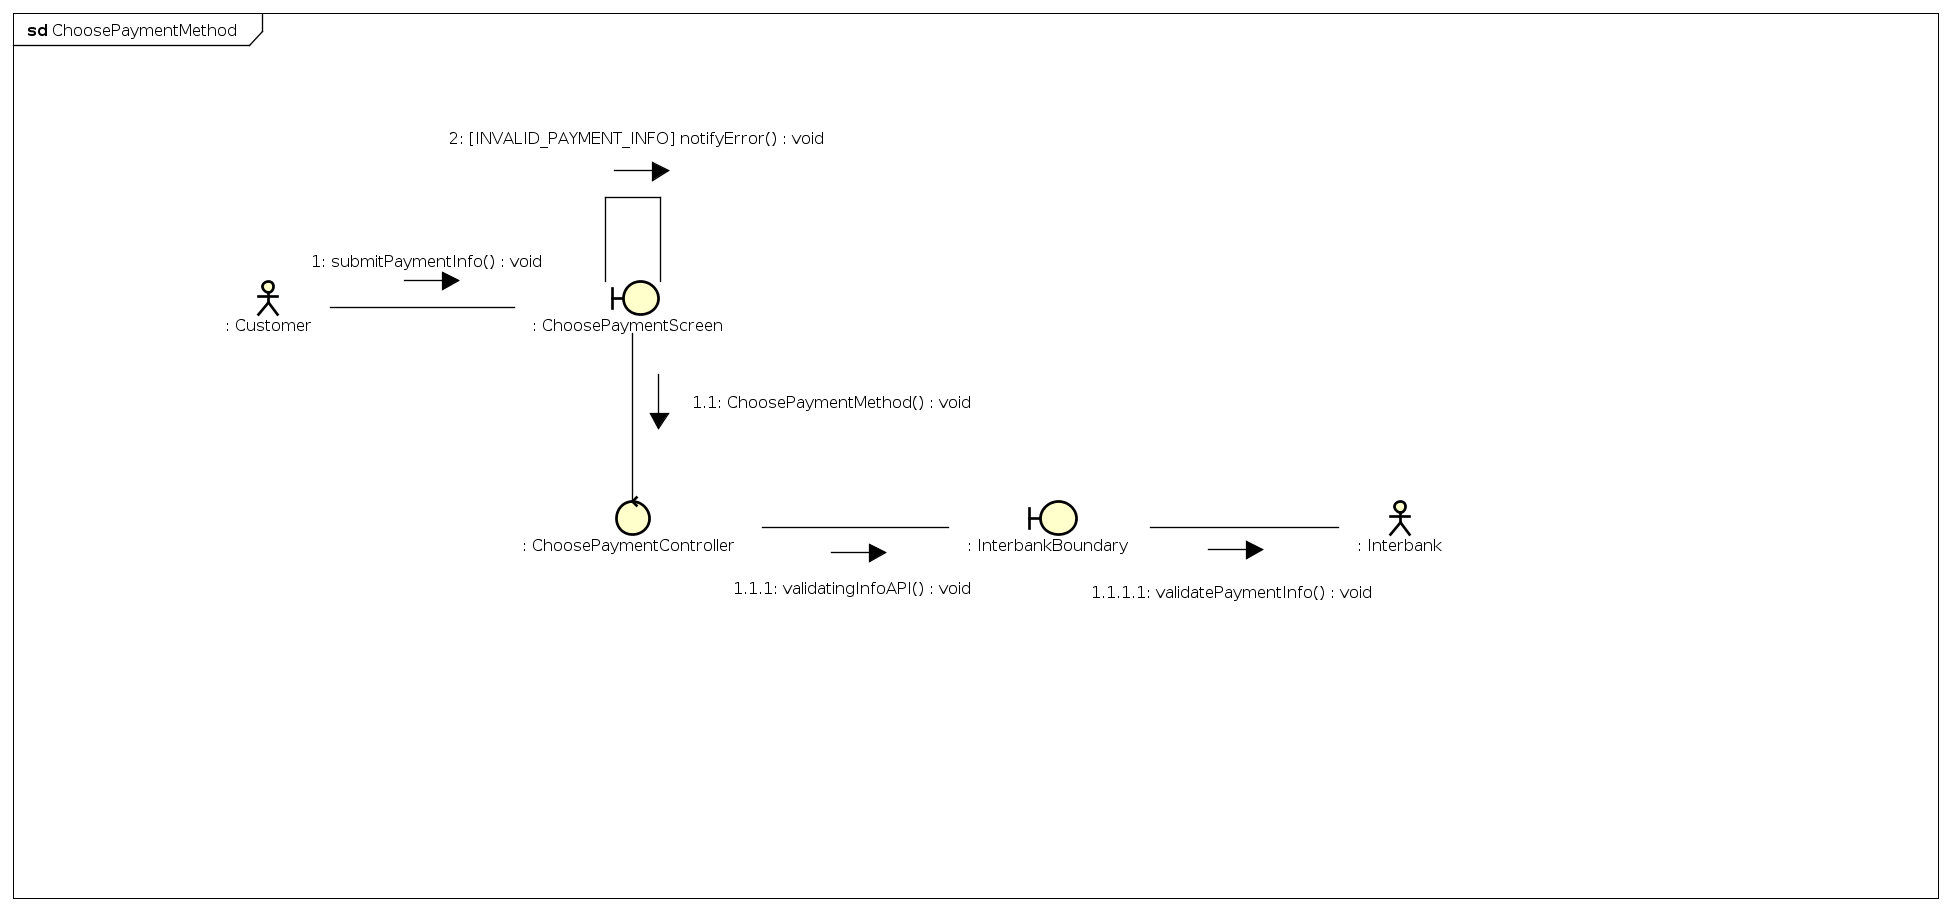 sd ChoosePaymentMethod
2: [INVALID_PAYMENT_INFO] notifyError() : void
1: submitPaymentInfo() : void
: Customer
: ChoosePaymentScreen
1.1: ChoosePaymentMethod() : void
: ChoosePaymentController
: InterbankBoundary
: Interbank
1.1.1: validatingInfoAPI() : void
1.1.1.1: validatePaymentInfo() : void